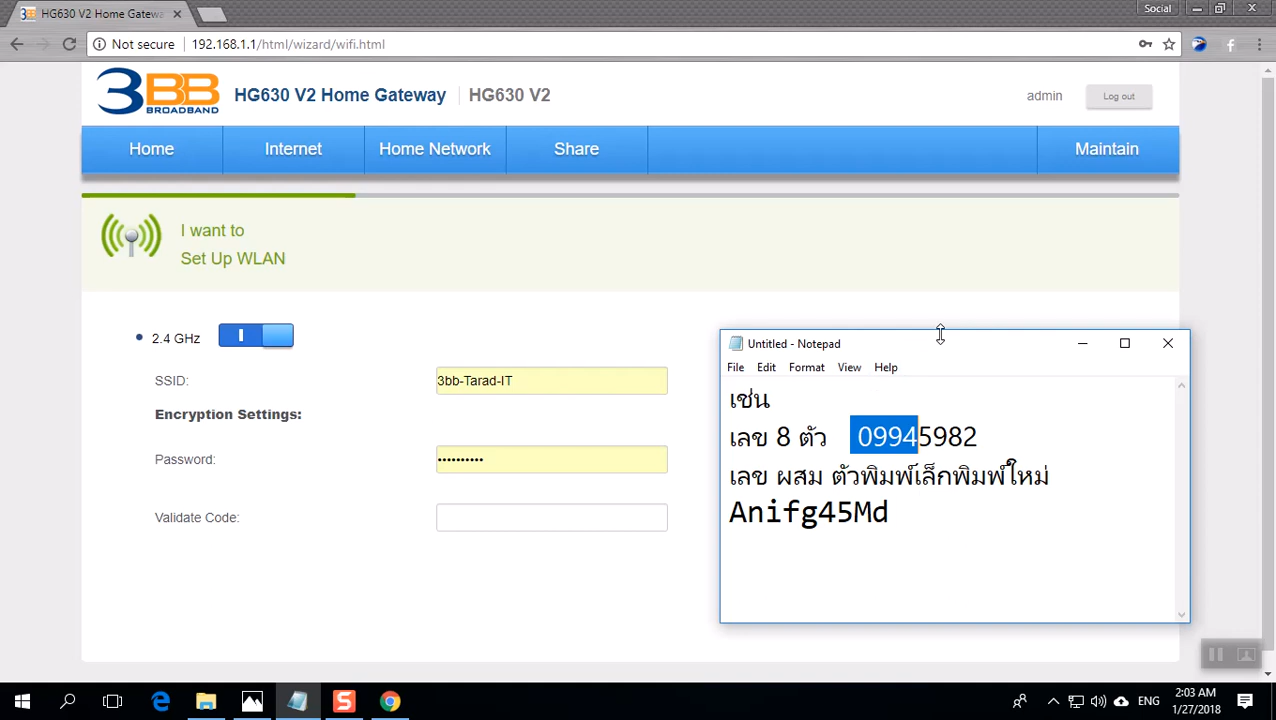 3BB HG630 V2 Home Gatewa
Social
Not secure 192.168.1.1/html/wizard/wifi.html
3BB BROADBAND
HG630 V2 Home Gateway HG630 V2
admin Log out
Home Internet Home Network Share Maintain
I want to
Set Up WLAN
2.4 GHz
SSID: 3bb-Tarad-IT
Encryption Settings:
Password: ••••••••••
Validate Code:
Untitled - Notepad
File Edit Format View Help
เช่น
เลข 8 ตัว 09945982
เลข ผสม ตัวพิมพ์เล็กพิมพ์ใหม่
Anifg45Md
ENG
2:03 AM
1/27/2018